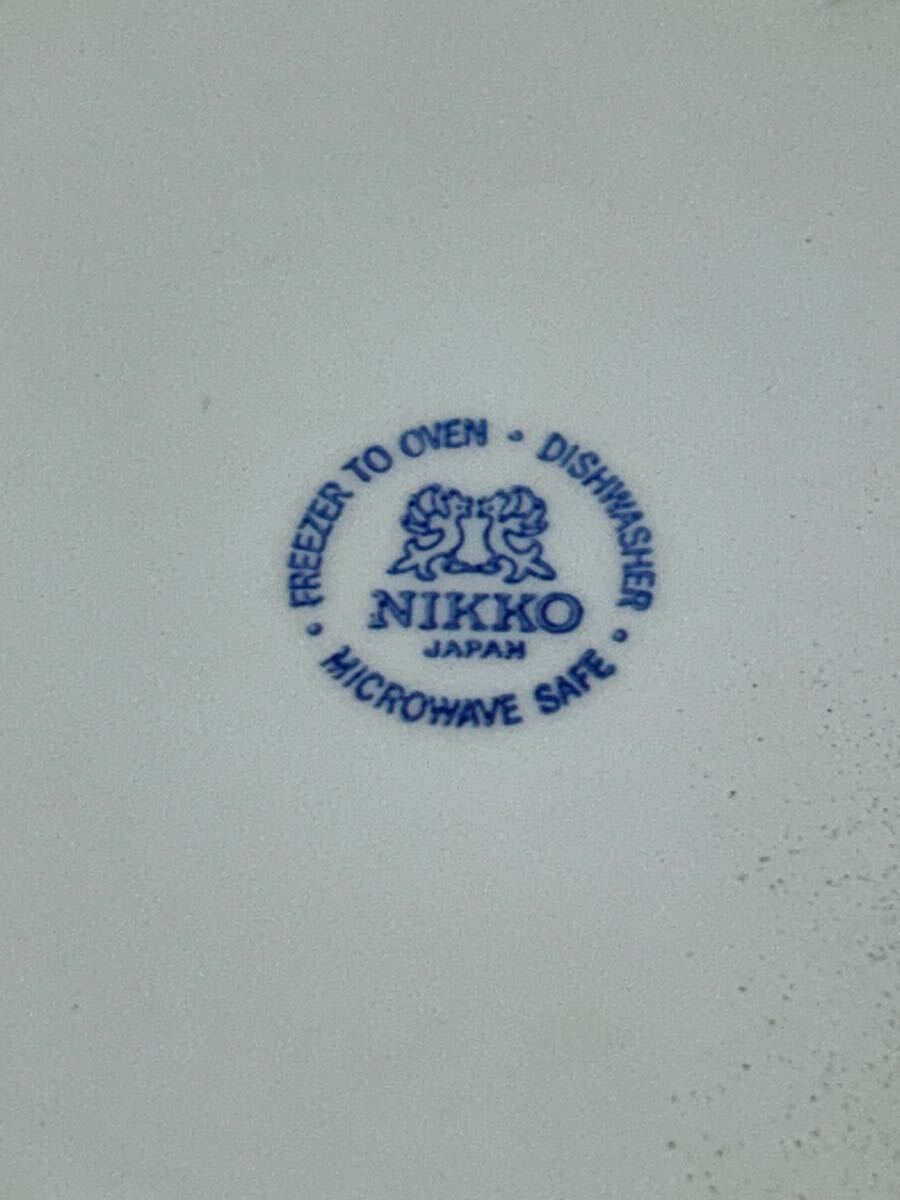 FREEZER TO OVEN • DISHWASHER •
NIKKO
JAPAN
MICROWAVE SAFE •